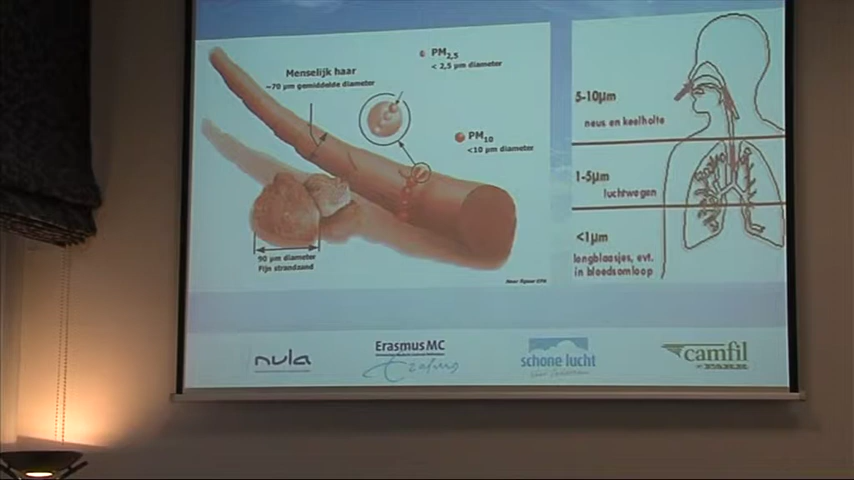 Menselijk haar
~70 µm gemiddelde diameter
PM2,5
< 2,5 µm diameter
PM10
<10 µm diameter
90 µm diameter
Fijn strandzand
5-10µm
neus en keelholte
1-5µm
luchtwegen
<1µm
longblaasjes, evt.
in bloedsomloop
nula
Erasmus MC
Erasmus
schone lucht
camfil